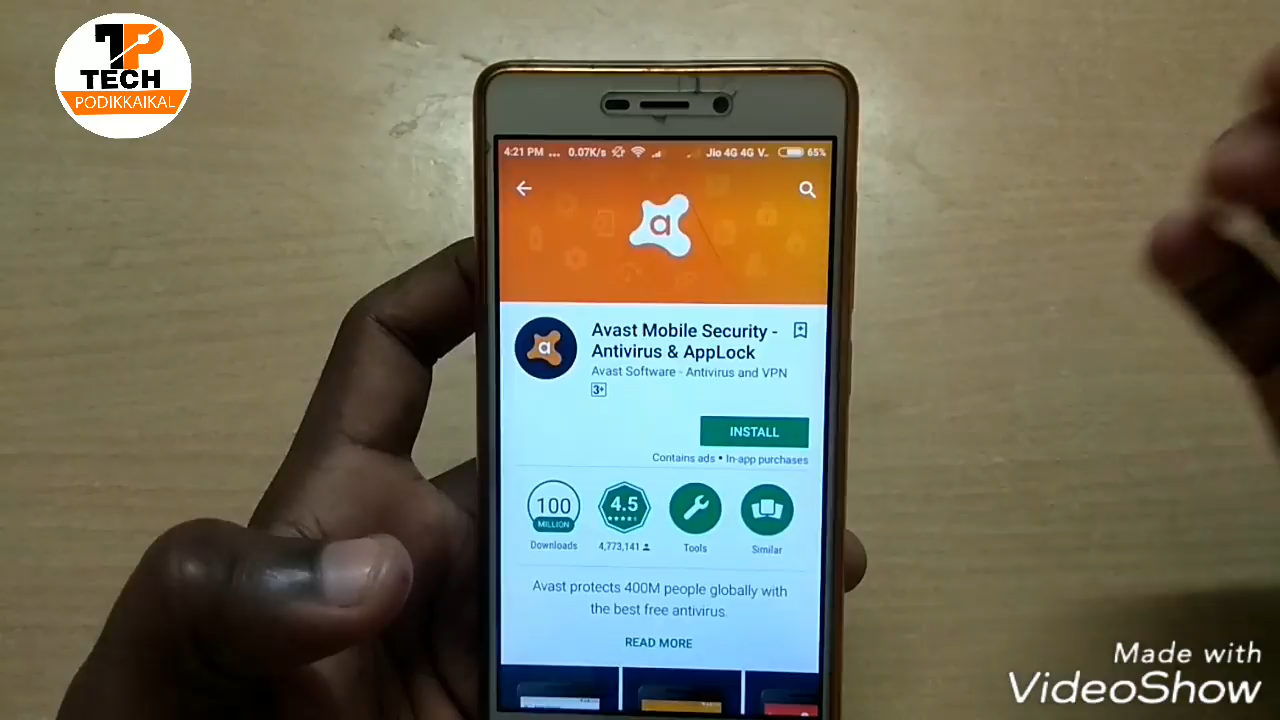 TP
TECH
PODIKKAIKAL
4:21 PM ... 0.07K/s Jio 4G 4G V.. 65%
a
Avast Mobile Security -
Antivirus & AppLock
a
Avast Software - Antivirus and VPN
3+
INSTALL
Contains ads • In-app purchases
100
MILLION
4.5
Downloads
4,773,141
Tools
Similar
Avast protects 400M people globally with
the best free antivirus.
READ MORE
Made with
VideoShow